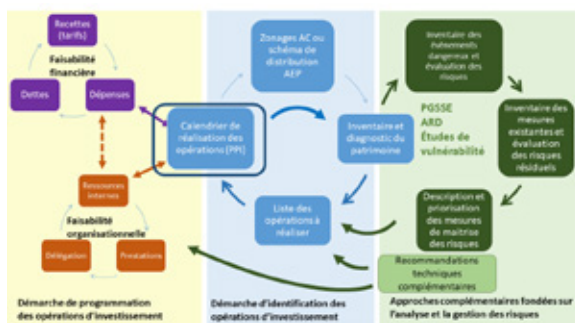 Recettes
(tarifs)
Faisabilité
financière
Dettes
Dépenses
Ressources
internes
Faisabilité
organisationnelle
Délégation
Prestations
Démarche de programmation
des opérations d'investissement
Zonages AC ou
schéma de
distribution
AEP
Calendrier de
réalisation des
opérations (PPI)
Inventaire et
diagnostic du
patrimoine
Liste des
opérations à
réaliser
Démarche d'identification des
opérations d'investissement
Inventaire des
évènements
dangereux et
évaluation des
risques
PGSSE
ARD
Études de
vulnérabilité
Inventaire des
mesures
existantes et
évaluation des
risques
résiduels
Description et
priorisation des
mesures de
maitrise des
risques
Recommandations
techniques
complémentaires
Approches complémentaires fondées sur
l'analyse et la gestion des risques